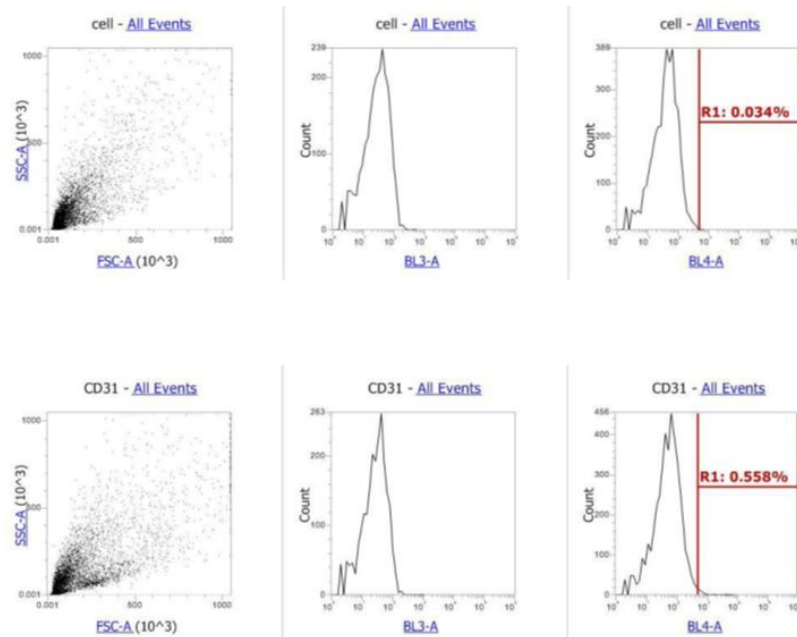 cell - All Events
1000
500
0.001
SSC-A (10^3)
0.001 500 1000
FSC-A (10^3)
cell - All Events
239
200
100
0
Count
BL3-A
cell - All Events
389
300
200
100
0
Count
R1: 0.034%
BL4-A
CD31 - All Events
1000
500
0.001
SSC-A (10^3)
0.001 500 1000
FSC-A (10^3)
CD31 - All Events
263
200
100
0
Count
BL3-A
CD31 - All Events
456
400
300
200
100
0
Count
R1: 0.558%
BL4-A